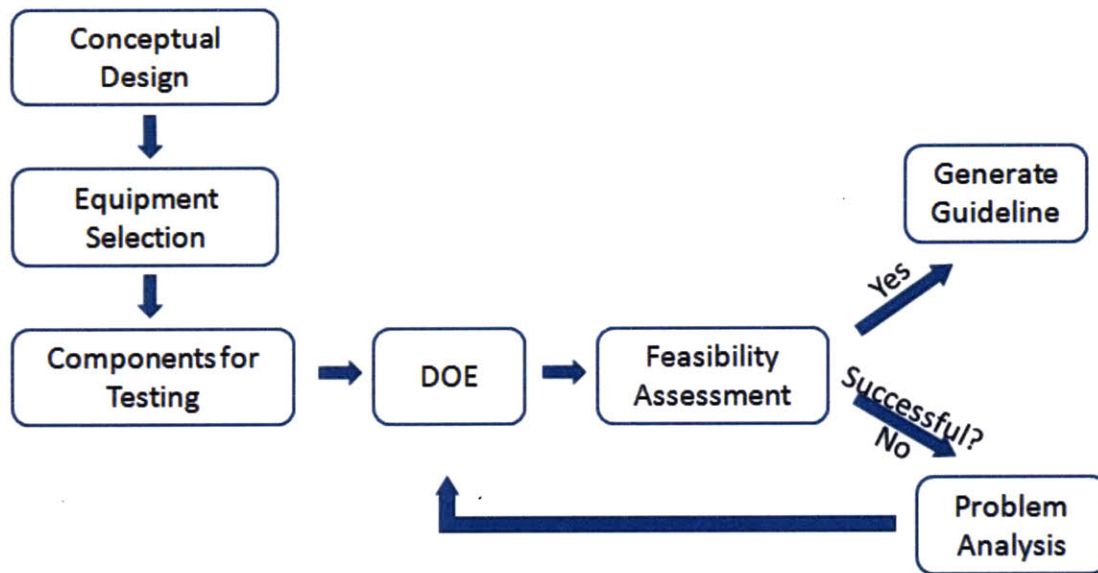 Conceptual
Design
Equipment
Selection
Components for
Testing
DOE
Feasibility
Assessment
Yes
Generate
Guideline
Successful?
No
Problem
Analysis